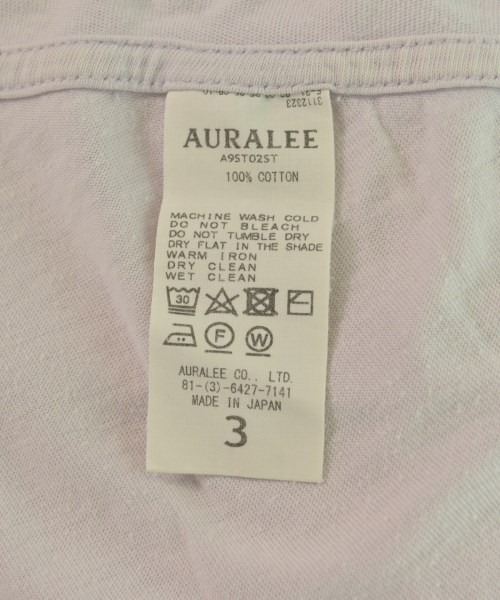 3112323
AURALEE
A9ST02ST
100% COTTON
MACHINE WASH COLD
DO NOT BLEACH
DO NOT TUMBLE DRY
DRY FLAT IN THE SHADE
WARM IRON
DRY CLEAN
WET CLEAN
30
F W
AURALEE CO., LTD.
81-(3)-6427-7141
MADE IN JAPAN
3